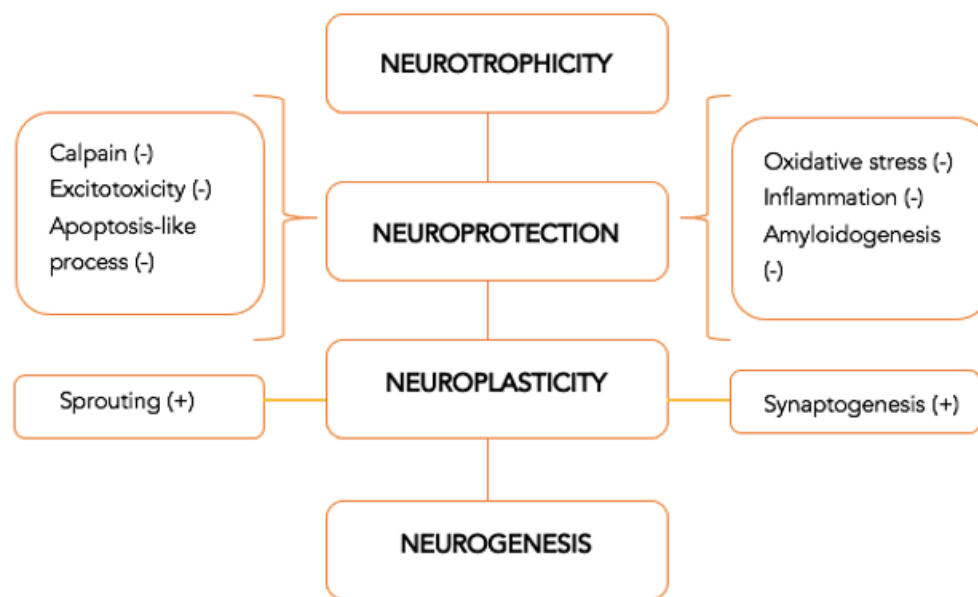 NEUROTROPHICITY
Calpain (-)
Excitotoxicity (-)
Apoptosis-like
process (-)
Oxidative stress (-)
Inflammation (-)
Amyloidogenesis
(-)
NEUROPROTECTION
NEUROPLASTICITY
Sprouting (+)
Synaptogenesis (+)
NEUROGENESIS